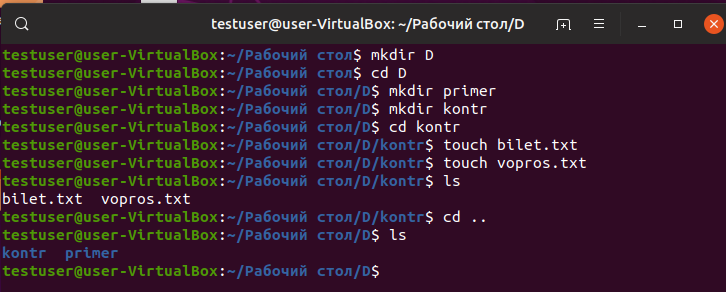 testuser@user-VirtualBox: ~/Рабочий стол/D
testuser@user-VirtualBox:~/Рабочий стол$ mkdir D
testuser@user-VirtualBox:~/Рабочий стол$ cd D
testuser@user-VirtualBox:~/Рабочий стол/D$ mkdir primer
testuser@user-VirtualBox:~/Рабочий стол/D$ mkdir kontr
testuser@user-VirtualBox:~/Рабочий стол/D$ cd kontr
testuser@user-VirtualBox:~/Рабочий стол/D/kontr$ touch bilet.txt
testuser@user-VirtualBox:~/Рабочий стол/D/kontr$ touch vopros.txt
testuser@user-VirtualBox:~/Рабочий стол/D/kontr$ ls
bilet.txt  vopros.txt
testuser@user-VirtualBox:~/Рабочий стол/D/kontr$ cd ..
testuser@user-VirtualBox:~/Рабочий стол/D$ ls
kontr  primer
testuser@user-VirtualBox:~/Рабочий стол/D$